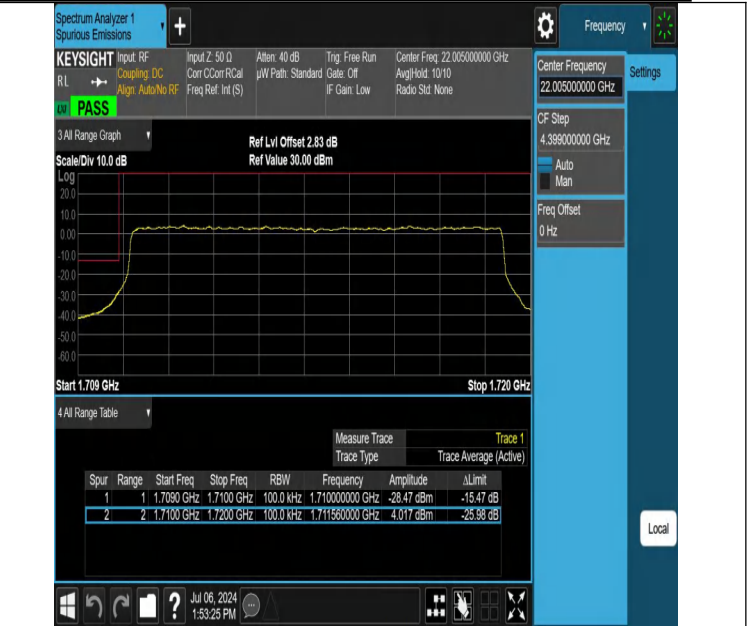 Spectrum Analyzer 1
Spurious Emissions
+
Frequency
KEYSIGHT
RL
PASS
Input: RF
Coupling: DC
Align: Auto/No RF
Input Z: 50 Ω
Corr CCorr RCal
Freq Ref: Int (S)
Atten: 40 dB
µW Path: Standard
Trig: Free Run
Gate: Off
IF Gain: Low
Center Freq: 22.005000000 GHz
Avg|Hold: 10/10
Radio Std: None
Center Frequency
22.005000000 GHz
Settings
CF Step
4.399000000 GHz
Auto
Man
Freq Offset
0 Hz
3 All Range Graph
Scale/Div 10.0 dB
Ref Lvl Offset 2.83 dB
Ref Value 30.00 dBm
Log
20.0
10.0
0.00
-10.0
-20.0
-30.0
-40.0
-50.0
-60.0
Start 1.709 GHz
Stop 1.720 GHz
4 All Range Table
Measure Trace Trace 1
Trace Type Trace Average (Active)
Spur Range Start Freq Stop Freq RBW Frequency Amplitude ΔLimit
1 1 1.7090 GHz 1.7100 GHz 100.0 kHz 1.710000000 GHz -28.47 dBm -15.47 dB
2 2 1.7100 GHz 1.7200 GHz 100.0 kHz 1.711560000 GHz 4.017 dBm -25.98 dB
Local
?
Jul 06, 2024
1:53:25 PM